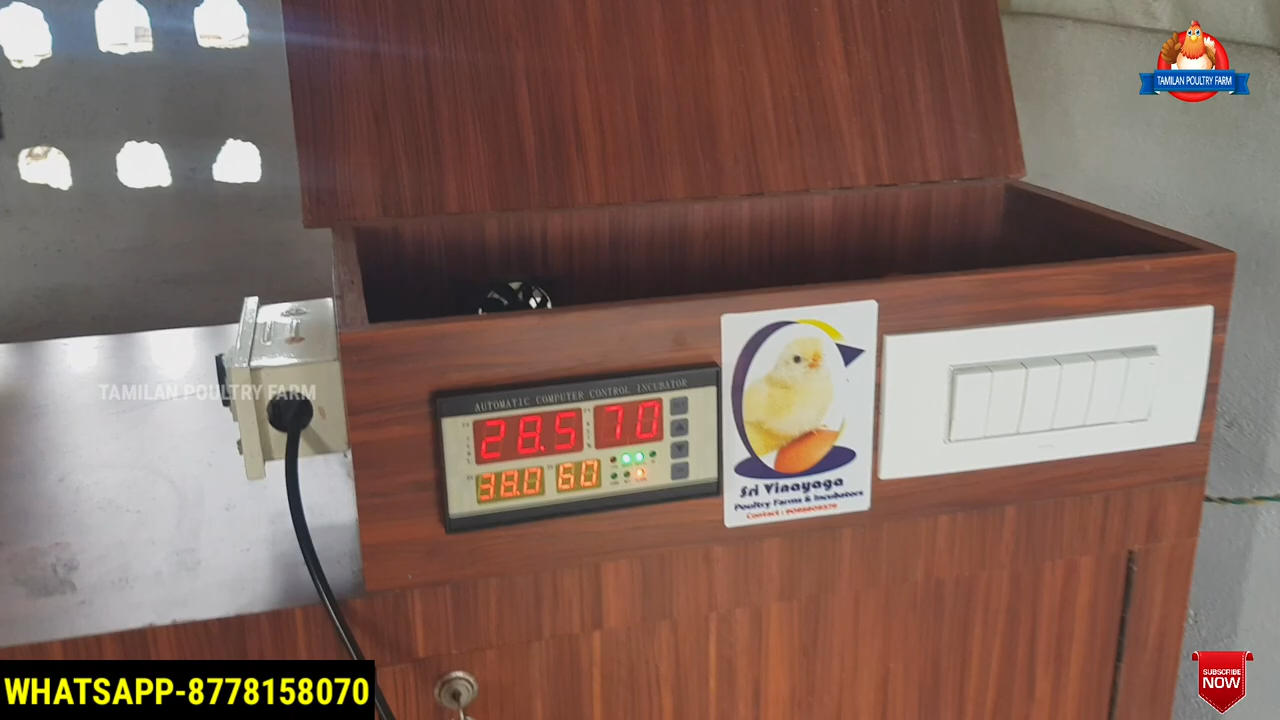 TAMILAN POULTRY FARM
TAMILAN POULTRY FARM
AUTOMATIC COMPUTER CONTROL INCUBATOR
28.5 70
38.0 60
Sri Vinayaga
Poultry Farms & Incubators
Contact :
WHATSAPP-8778158070
SUBSCRIBE
NOW